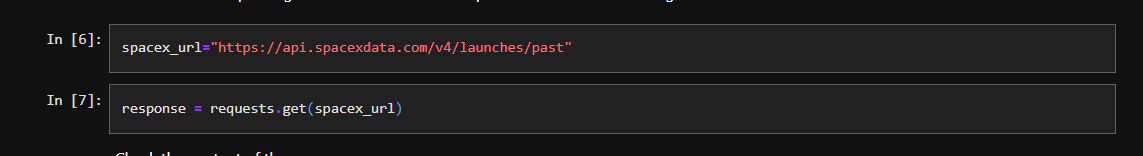 In [6]:
spacex_url="https://api.spacexdata.com/v4/launches/past"
In [7]:
response = requests.get(spacex_url)